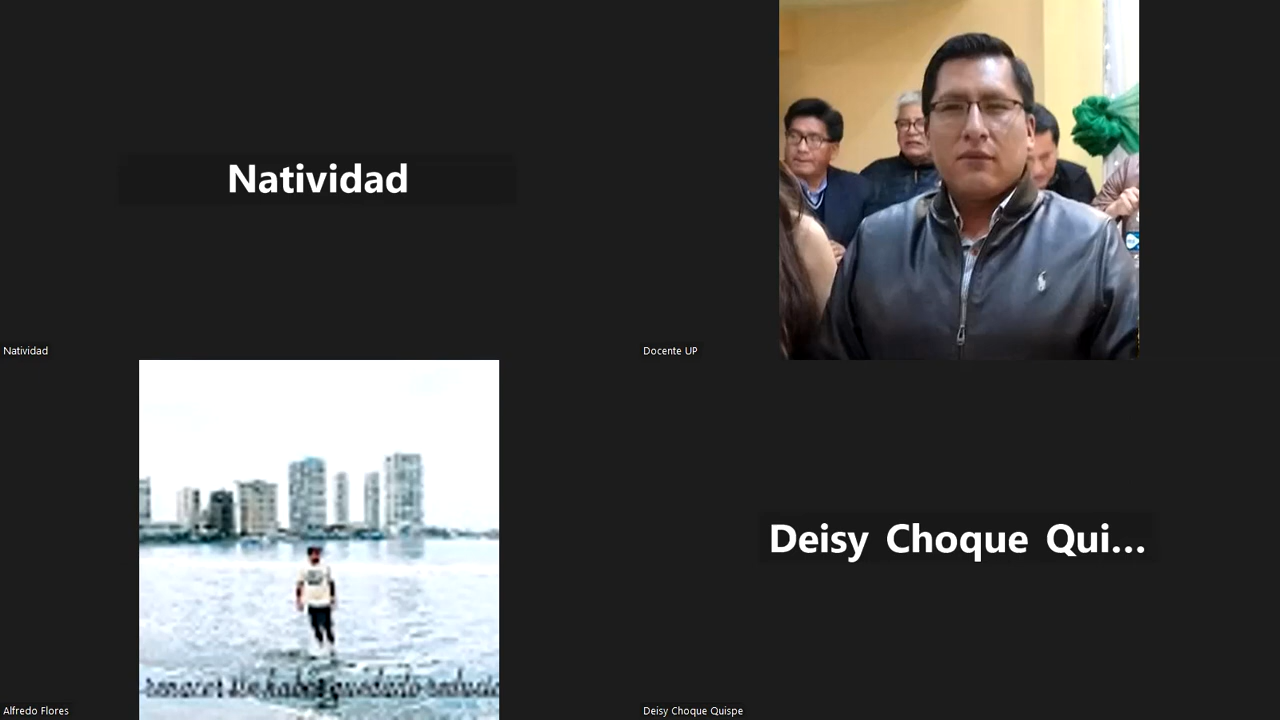 Natividad
Natividad
Docente UP
Deisy Choque Qui...
Alfredo Flores
Deisy Choque Quispe